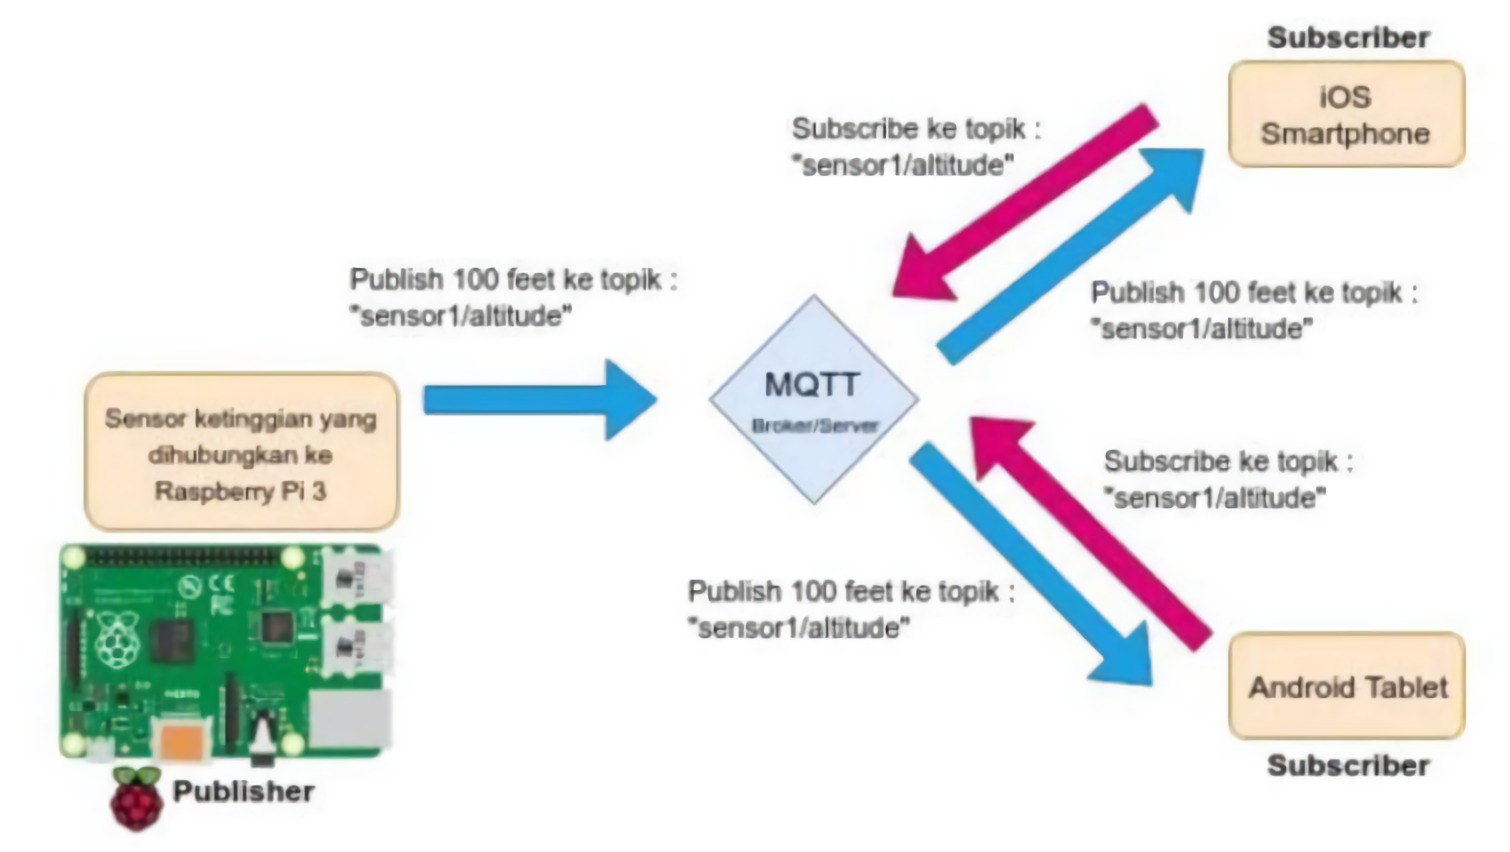 Subscriber
iOS
Smartphone
Subscribe ke topik :
"sensor1/altitude"
Publish 100 feet ke topik :
"sensor1/altitude"
Publish 100 feet ke topik :
"sensor1/altitude"
MQTT
Broker/Server
Sensor ketinggian yang
dihubungkan ke
Raspberry Pi 3
Subscribe ke topik :
"sensor1/altitude"
Publish 100 feet ke topik :
"sensor1/altitude"
Android Tablet
Subscriber
Publisher